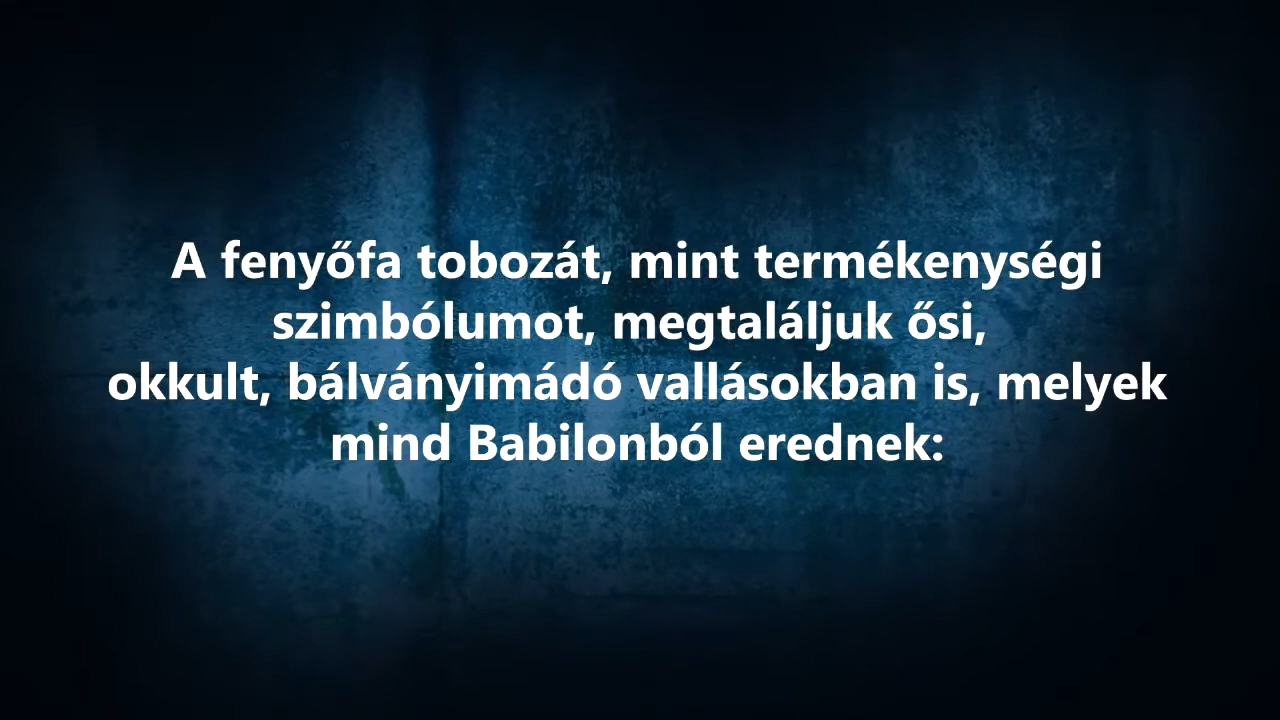 A fenyőfa tobozát, mint termékenységi
szimbólumot, megtaláljuk ősi,
okkult, bálványimádó vallásokban is, melyek
mind Babilonból erednek: